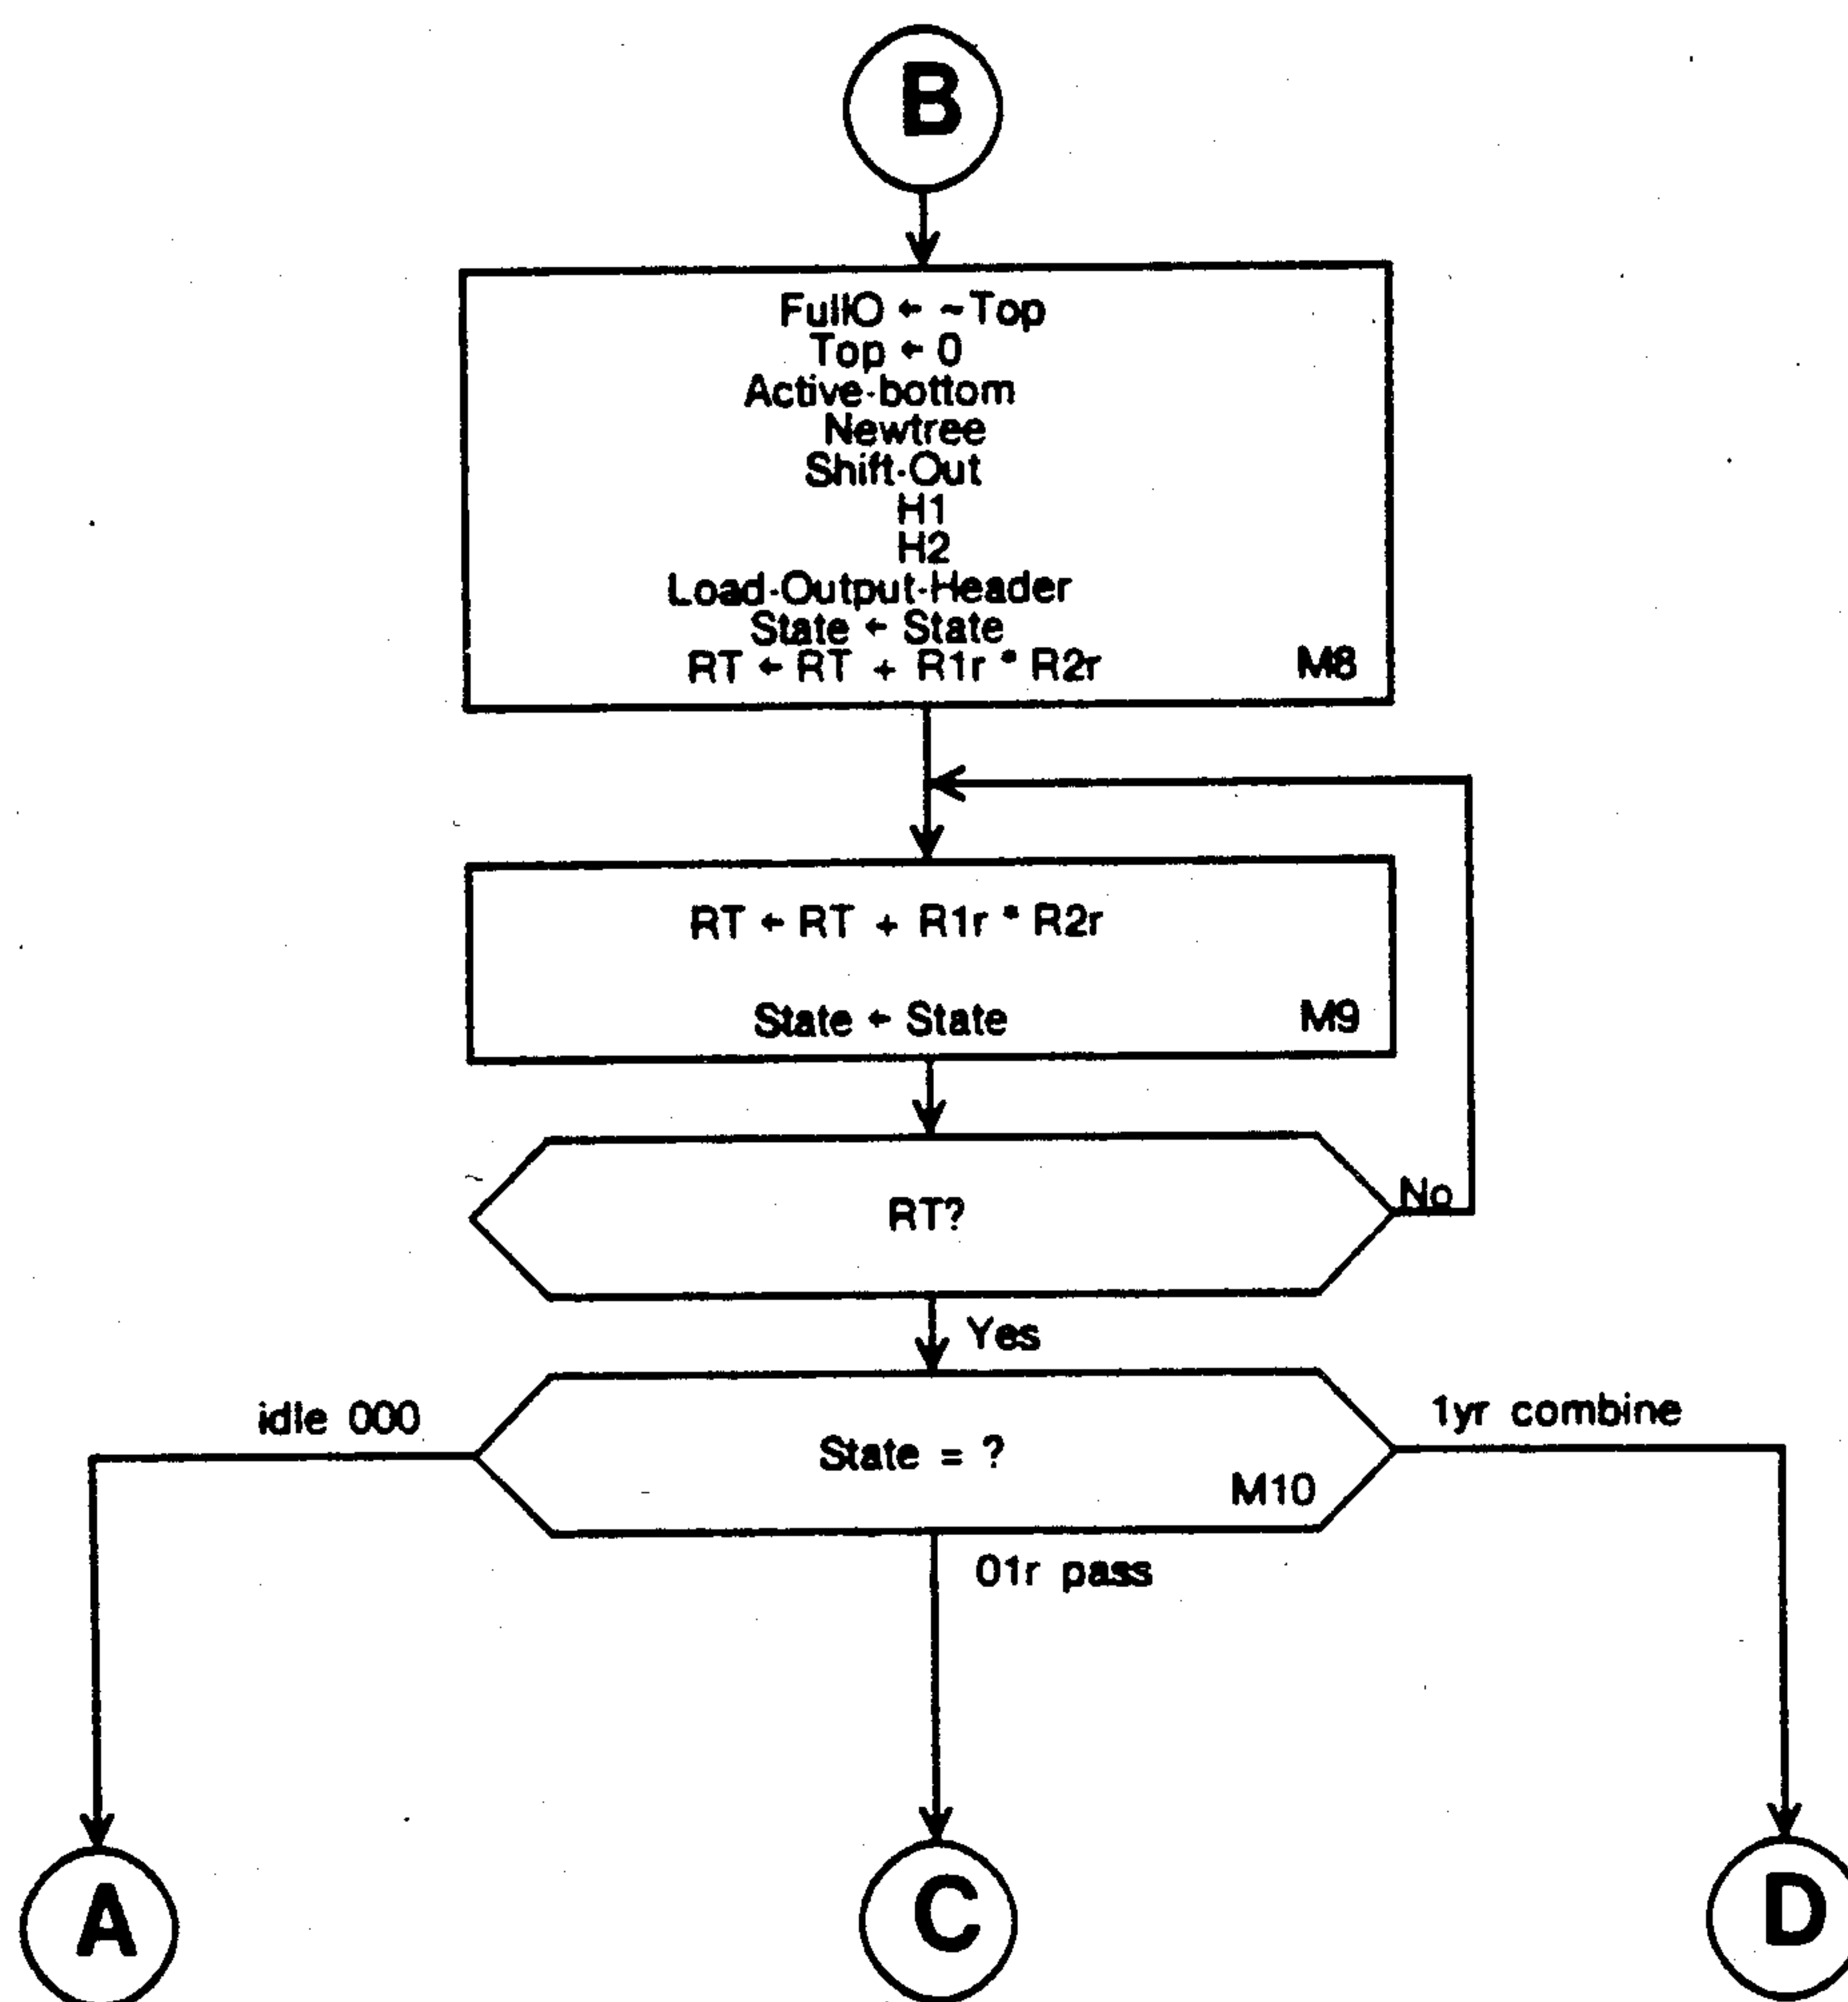 B
FullO ← ~Top
Top ← 0
Active-bottom
Newtree
Shift-Out
H1
H2
Load-Output-Header
State ← State
RT ← RT + R1r * R2r
M8
RT ← RT + R1r * R2r
State ← State
M9
RT?
No
Yes
idle 000
State = ?
1yr combine
M10
01r pass
A
C
D